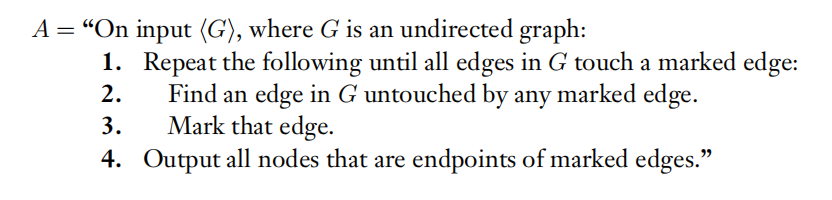 A = “On input ⟨G⟩, where G is an undirected graph:
1. Repeat the following until all edges in G touch a marked edge:
2. Find an edge in G untouched by any marked edge.
3. Mark that edge.
4. Output all nodes that are endpoints of marked edges.”